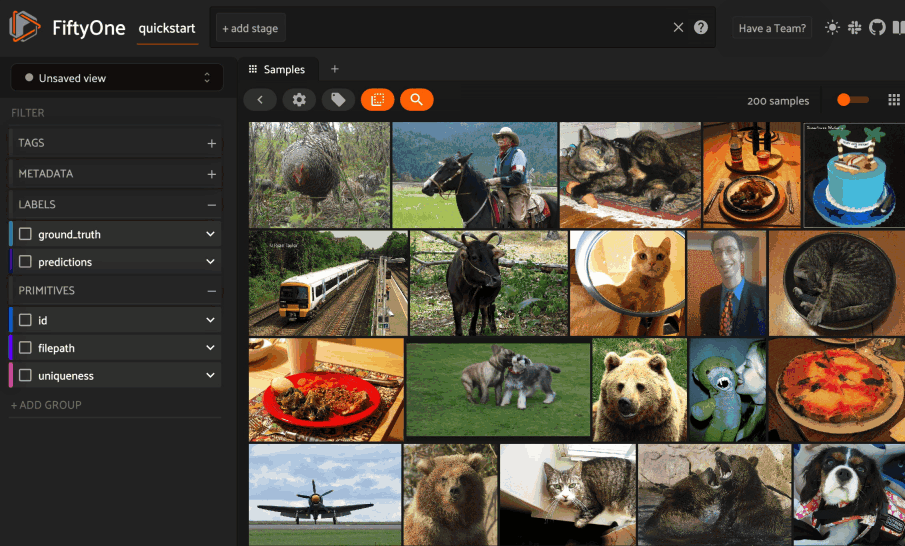 FiftyOne
quickstart
+ add stage
Have a Team?
Unsaved view
Samples
+
200 samples
FILTER
TAGS
METADATA
LABELS
ground_truth
predictions
PRIMITIVES
id
filepath
uniqueness
+ ADD GROUP